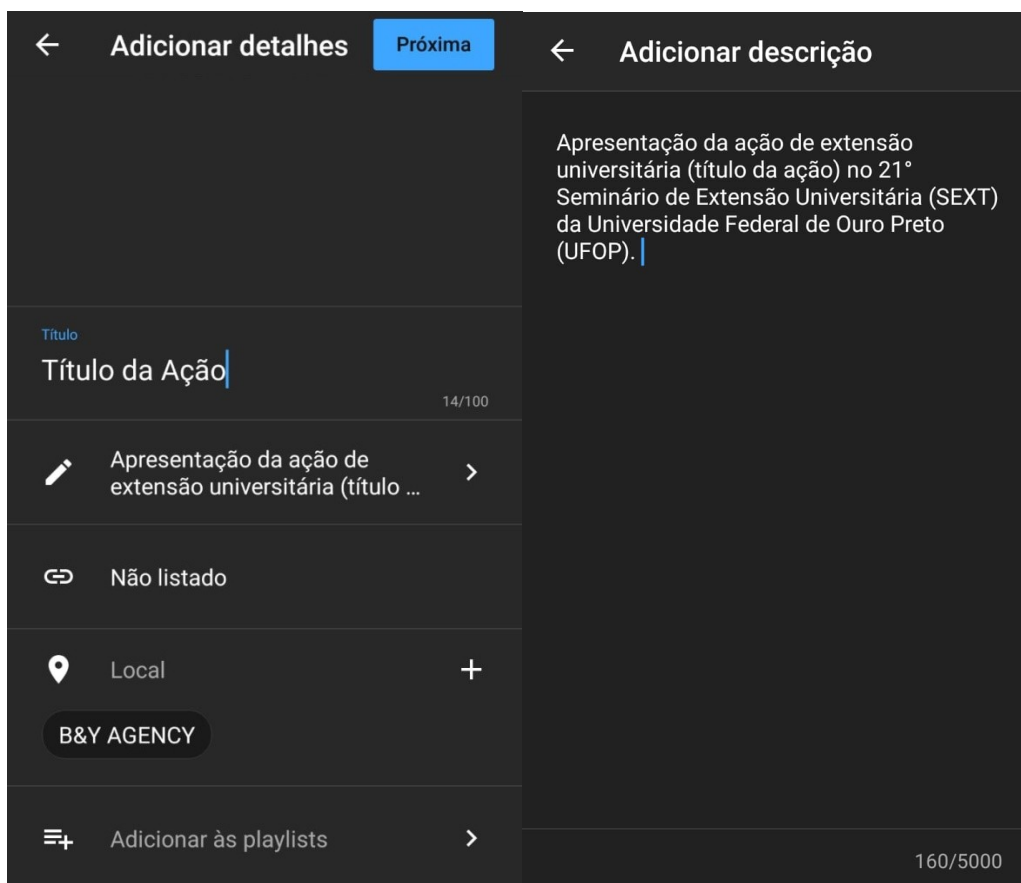 Adicionar detalhes
Próxima
Título
Título da Ação
14/100
Apresentação da ação de
extensão universitária (título ...
Não listado
Local
B&Y AGENCY
Adicionar às playlists
Adicionar descrição
Apresentação da ação de extensão
universitária (título da ação) no 21°
Seminário de Extensão Universitária (SEXT)
da Universidade Federal de Ouro Preto
(UFOP).
160/5000